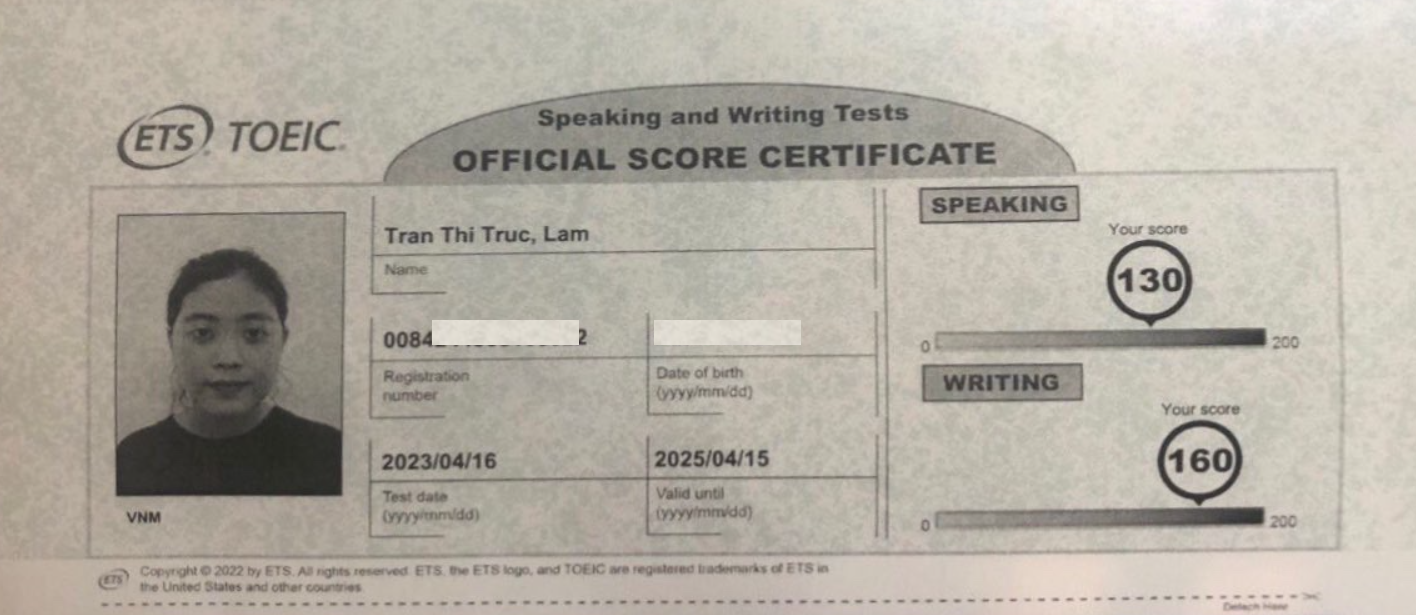 ETS TOEIC
Speaking and Writing Tests
OFFICIAL SCORE CERTIFICATE
Tran Thi Truc, Lam
Name
0084 2
Registration
number
Date of birth
(yyyy/mm/dd)
2023/04/16
Test date
(yyyy/mm/dd)
2025/04/15
Valid until
(yyyy/mm/dd)
VNM
SPEAKING
Your score
130
0 200
WRITING
Your score
160
0 200
ETS
Copyright © 2022 by ETS. All rights reserved. ETS, the ETS logo, and TOEIC are registered trademarks of ETS in
the United States and other countries.
Detach Here